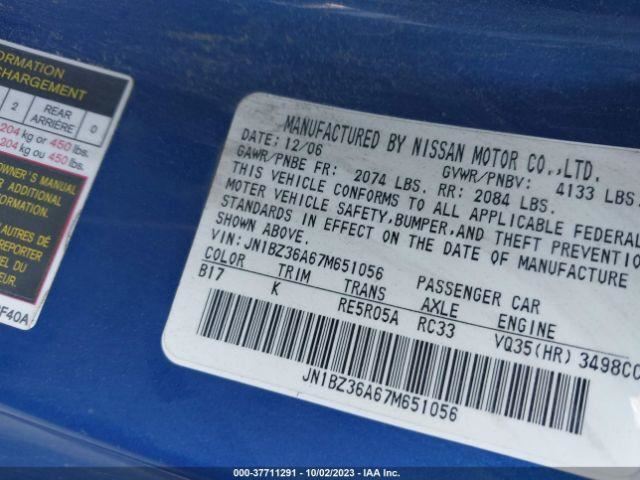 ORMATION
CHARGEMENT
2 REAR ARRIÈRE 0
204 kg or 450 lbs.
204 kg ou 450 lbs.
OWNER'S MANUAL
R ADDITIONAL
FORMATION.
AUTRES DE
REPORTER
EL DU
EUR.
F40A
MANUFACTURED BY NISSAN MOTOR CO.,LTD.
DATE: 12/06 GVWR/PNBV: 4133 LBS.
GAWR/PNBE FR: 2074 LBS. RR: 2084 LBS.
THIS VEHICLE CONFORMS TO ALL APPLICABLE FEDERAL
MOTOR VEHICLE SAFETY,BUMPER,AND THEFT PREVENTIO
STANDARDS IN EFFECT ON THE DATE OF MANUFACTURE
SHOWN ABOVE.
VIN: JN1BZ36A67M651056 PASSENGER CAR
COLOR TRIM TRANS AXLE ENGINE
B17 K RE5R05A RC33 VQ35(HR) 3498CC
JN1BZ36A67M651056
000-37711291 - 10/02/2023 - IAA Inc.